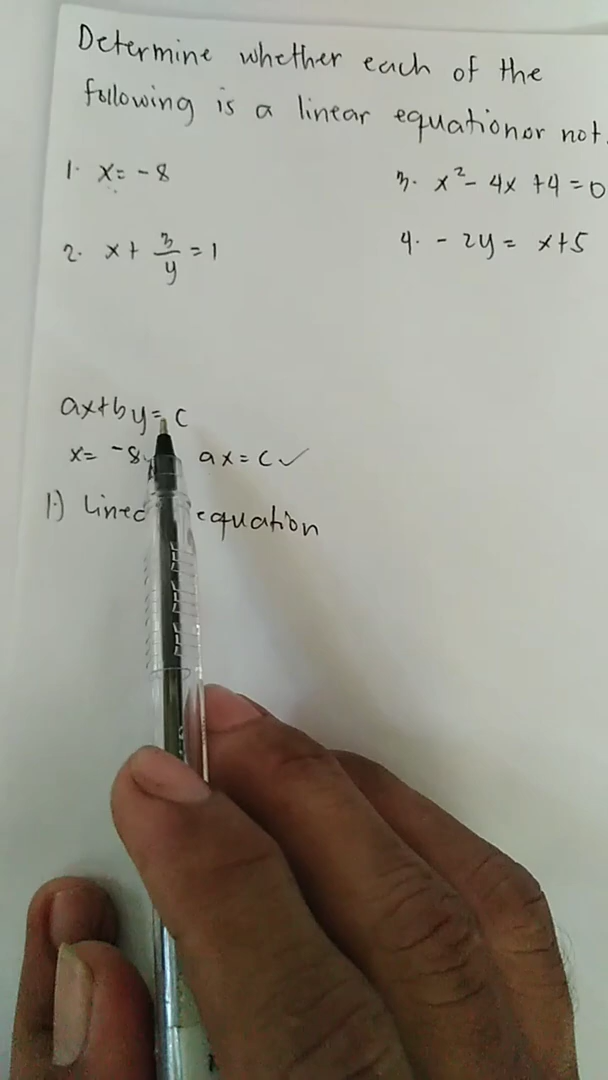 Determine whether each of the
following is a linear equation or not.
1. x = -8
2. x + 3/y = 1
3. x² - 4x + 4 = 0
4. - 2y = x+5
ax+by = c
x = -8 ax = c ✓
1.) equation